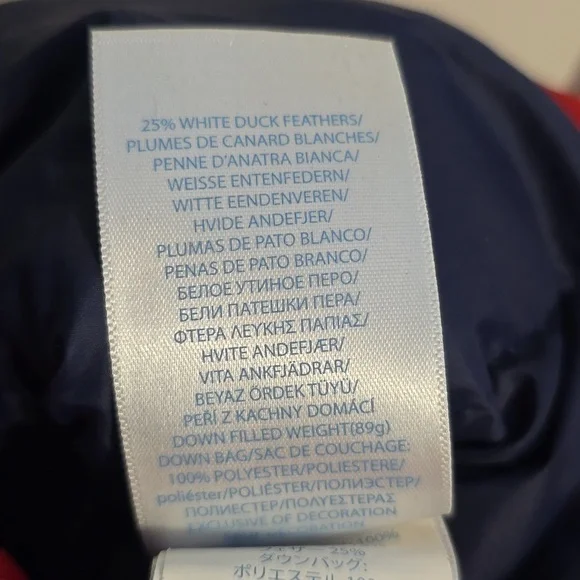 25% WHITE DUCK FEATHERS/
PLUMES DE CANARD BLANCHES/
PENNE D'ANATRA BIANCA/
WEISSE ENTENFEDERN/
WITTE EENDENVEREN/
HVIDE ANDEFJER/
PLUMAS DE PATO BLANCO/
PENAS DE PATO BRANCO/
БЕЛОЕ УТИНОЕ ПЕРО/
БЕЛИ ПАТЕШКИ ПЕРА/
ΦΤΕΡΑ ΛΕΥΚΗΣ ΠΑΠΙΑΣ/
HVITE ANDEFJÆR/
VITA ANKFJÄDRAR/
BEYAZ ÖRDEK TÜYÜ/
PEŘÍ Z KACHNY DOMÁCÍ
DOWN FILLED WEIGHT(89g)
DOWN BAG/SAC DE COUCHAGE:
100% POLYESTER/POLIESTERE/
poliéster/POLIÉSTER/ПОЛИЭСТЕР/
ПОЛИЕСТЕР/ΠΟΛΥΕΣΤΕΡΑΣ
EXCLUSIVE OF DECORATION
25%
ダウンバッグ:
ポリエステル